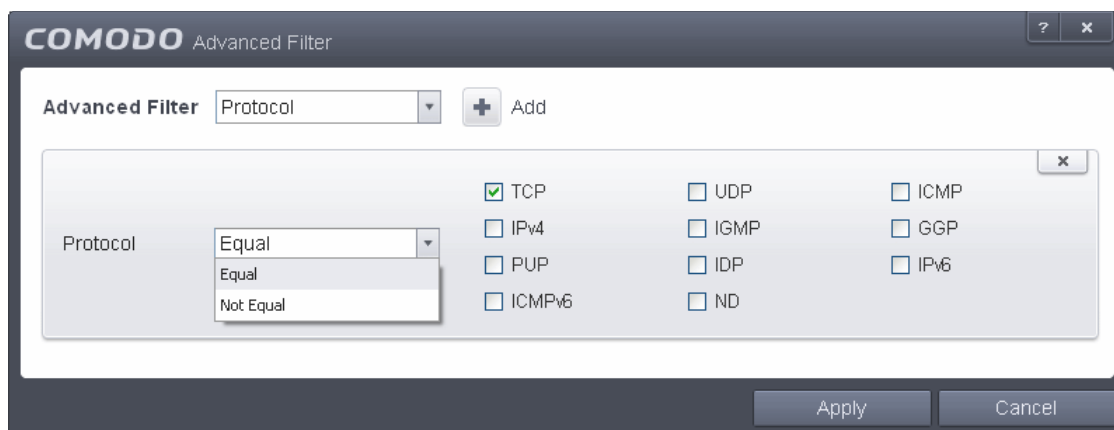 COMODO Advanced Filter ? x
Advanced Filter Protocol + Add
x
TCP UDP ICMP
IPv4 IGMP GGP
Protocol Equal
PUP IDP IPv6
Equal
ICMPv6 ND
Not Equal
Apply Cancel